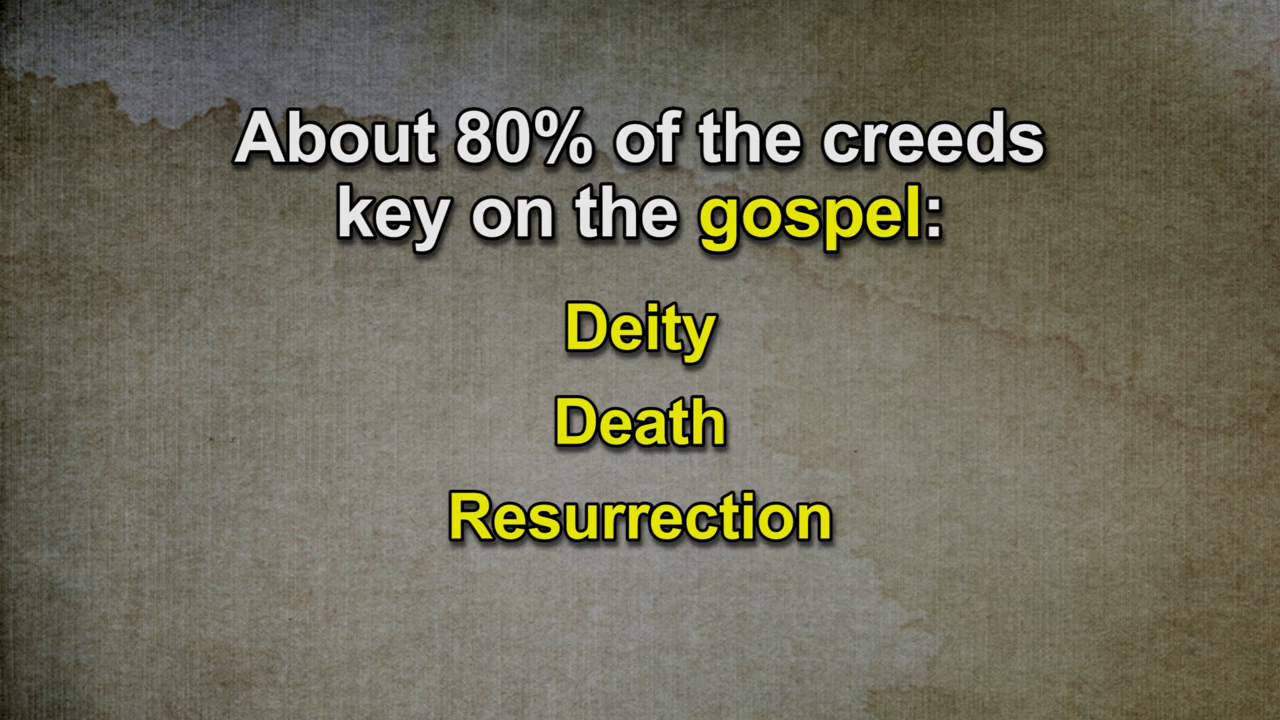 About 80% of the creeds
key on the gospel:
Deity
Death
Resurrection